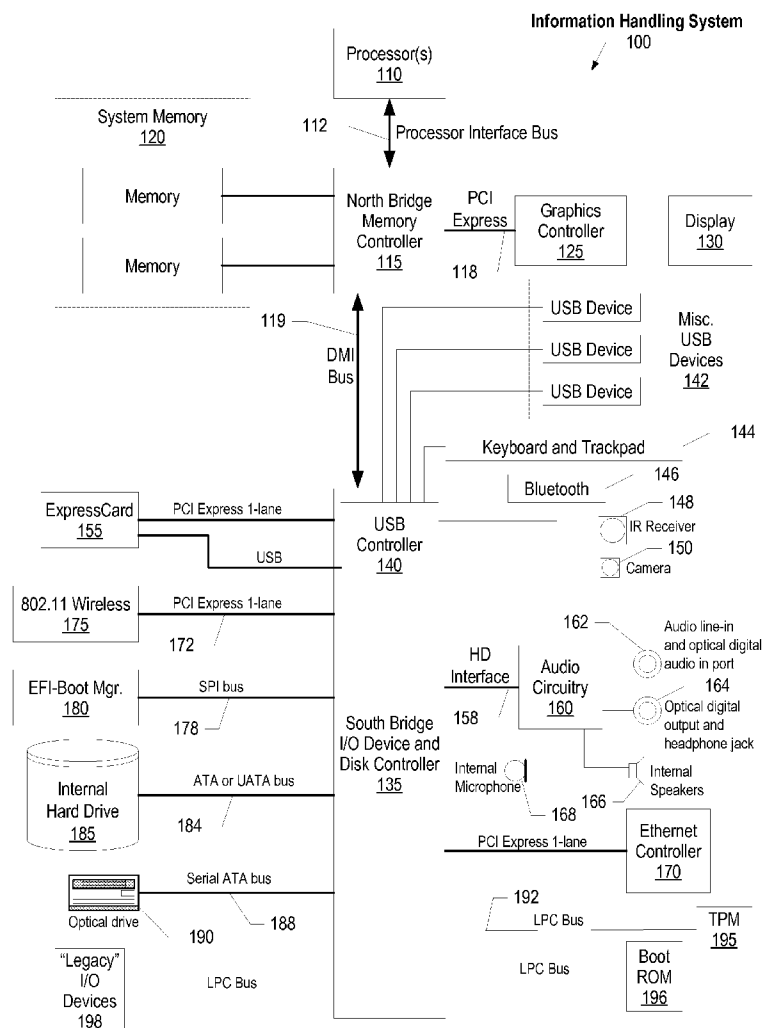 Information Handling System
100
Processor(s)
110
System Memory
120
112
Processor Interface Bus
Memory
Memory
North Bridge
Memory
Controller
115
PCI
Express
118
Graphics
Controller
125
Display
130
119
DMI
Bus
USB Device
USB Device
USB Device
Misc.
USB
Devices
142
Keyboard and Trackpad
144
Bluetooth
146
148
IR Receiver
150
Camera
ExpressCard
155
PCI Express 1-lane
USB
USB
Controller
140
802.11 Wireless
175
PCI Express 1-lane
172
EFI-Boot Mgr.
180
SPI bus
178
South Bridge
I/O Device and
Disk Controller
135
HD
Interface
158
Audio
Circuitry
160
162
Audio line-in
and optical digital
audio in port
164
Optical digital
output and
headphone jack
Internal
Microphone
168
166
Internal
Speakers
Internal
Hard Drive
185
ATA or UATA bus
184
PCI Express 1-lane
Ethernet
Controller
170
Serial ATA bus
188
Optical drive
190
192
LPC Bus
TPM
195
"Legacy"
I/O
Devices
198
LPC Bus
LPC Bus
Boot
ROM
196